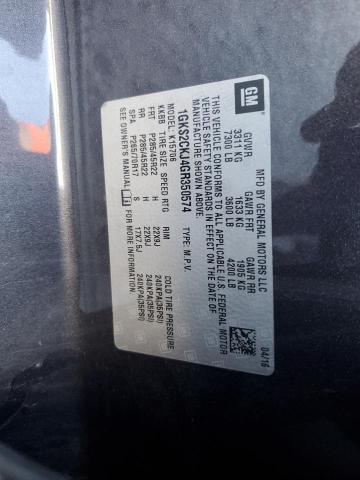 GM
MFD BY GENERAL MOTORS LLC
04/16
GVWR GAWR FRT GAWR RR
3311 KG 1633 KG 1905 KG
7300 LB 3600 LB 4200 LB
THIS VEHICLE CONFORMS TO ALL APPLICABLE U.S. FEDERAL MOTOR
VEHICLE SAFETY STANDARDS IN EFFECT ON THE DATE OF
MANUFACTURE SHOWN ABOVE.
1GKS2CKJ4GR350574 TYPE: M.P.V.
MODEL: K15706
KKBB TIRE SIZE SPEED RTG RIM COLD TIRE PRESSURE
FRT P285/45R22 H 22X9J 240KPA(35PSI)
RR P285/45R22 H 22X9J 240KPA(35PSI)
SPA P265/70R17 S 17X7.5J 240KPA(35PSI)
SEE OWNER'S MANUAL